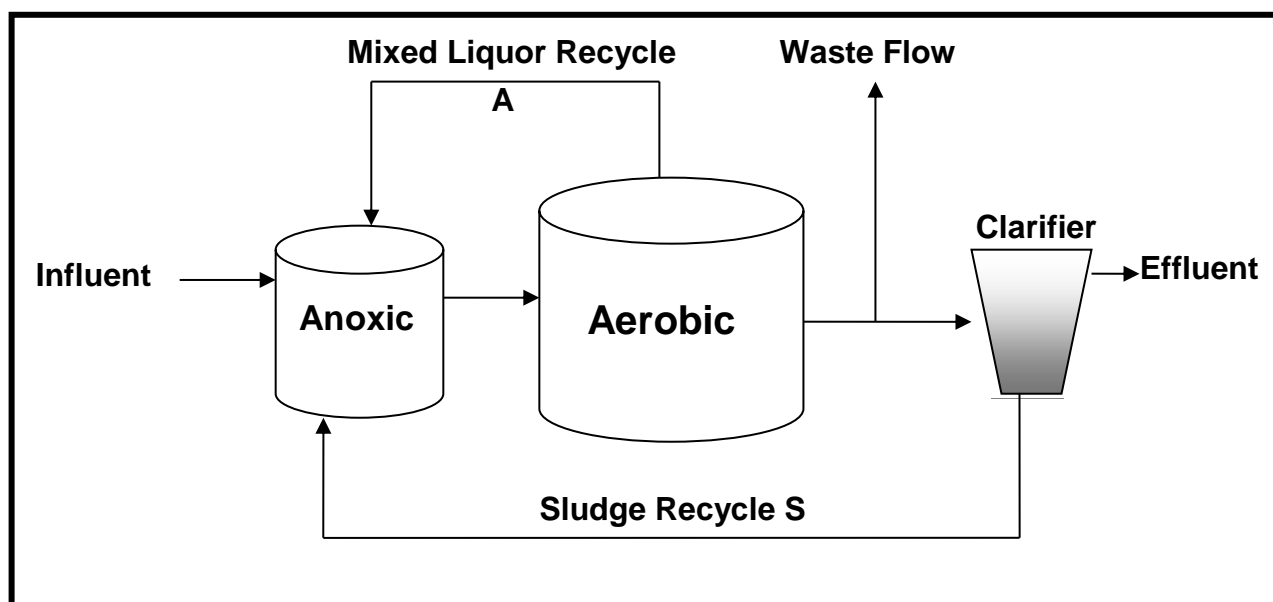 Mixed Liquor Recycle
A
Waste Flow
Clarifier
Influent
Effluent
Anoxic
Aerobic
Sludge Recycle S